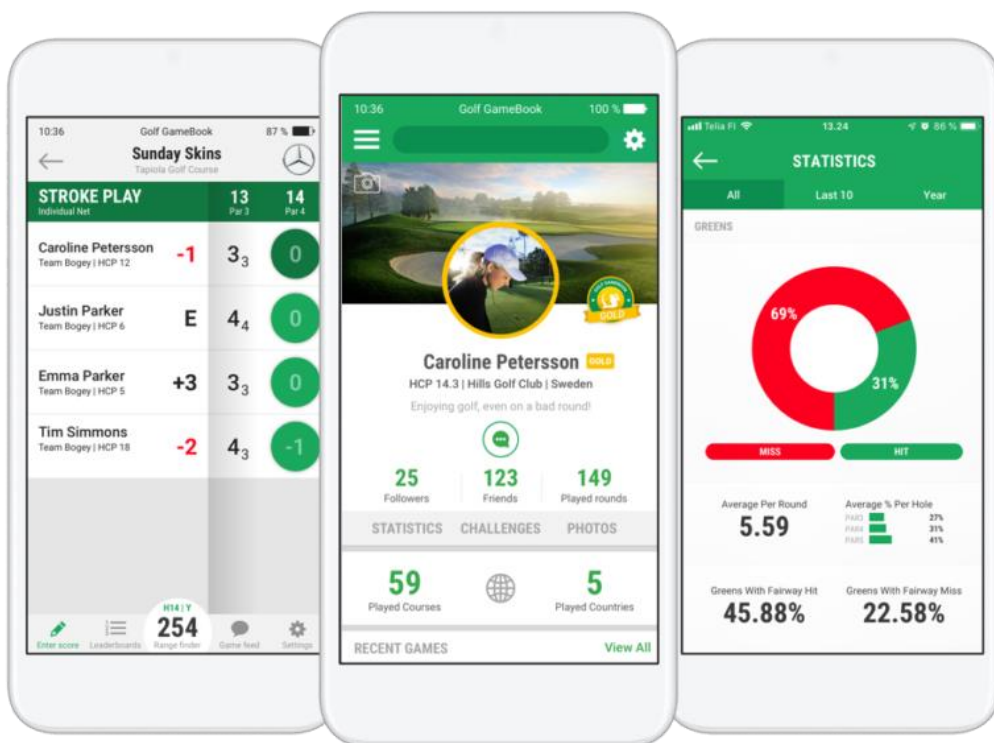 10:36 Golf GameBook 87 %
Sunday Skins
Tapiola Golf Course
STROKE PLAY 13 14
Individual Net Par 3 Par 4
Caroline Petersson -1 3 3 0
Team Bogey | HCP 12
Justin Parker E 4 4 0
Team Bogey | HCP 6
Emma Parker +3 3 3 0
Team Bogey | HCP 5
Tim Simmons -2 4 3 -1
Team Bogey | HCP 18
H14 | Y
254
Enter score Leaderboards Range finder Game feed Settings
10:36 Golf GameBook 100 %
GOLF GAMEBOOK
GOLD
Caroline Petersson GOLD
HCP 14.3 | Hills Golf Club | Sweden
Enjoying golf, even on a bad round!
25 123 149
Followers Friends Played rounds
STATISTICS CHALLENGES PHOTOS
59 5
Played Courses Played Countries
RECENT GAMES View All
Telia FI 13.24 86 %
STATISTICS
All Last 10 Year
GREENS
69%
31%
MISS HIT
Average Per Round Average % Per Hole
5.59
PAR3 27%
PAR4 31%
PAR5 41%
Greens With Fairway Hit Greens With Fairway Miss
45.88% 22.58%